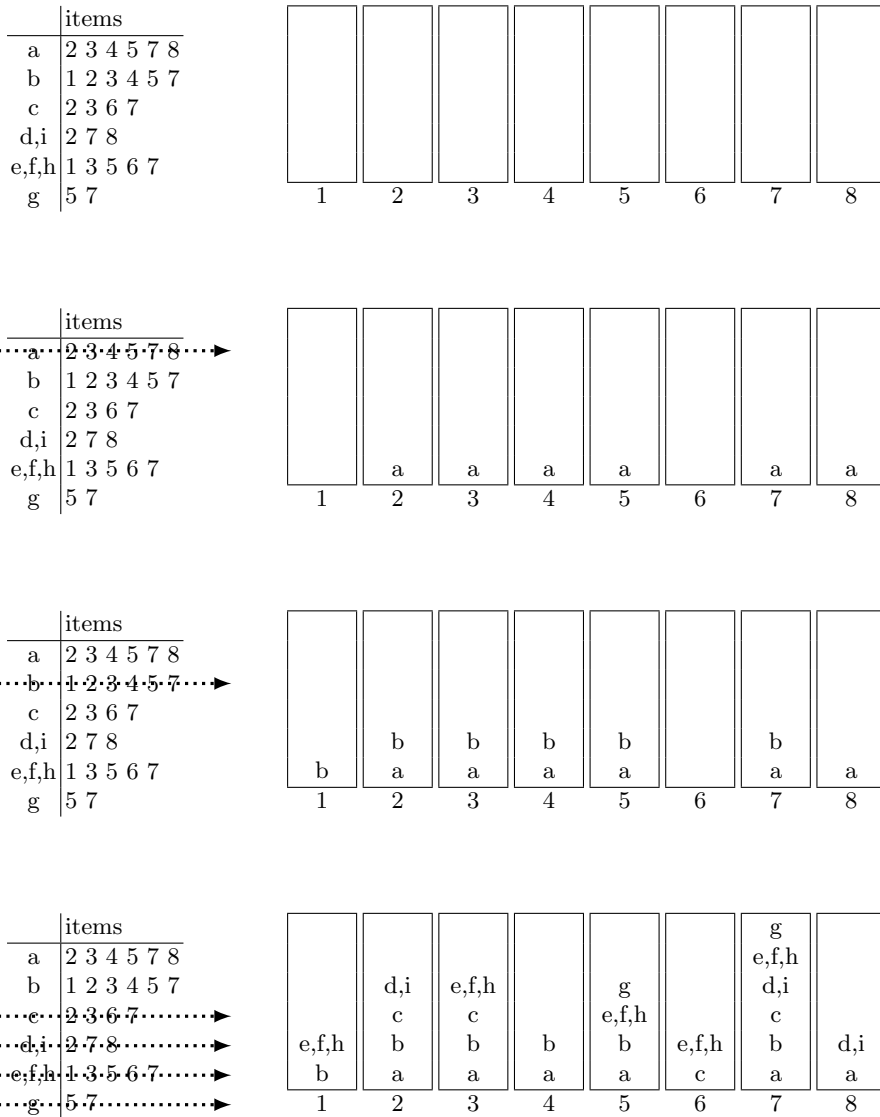 items
a 2 3 4 5 7 8
b 1 2 3 4 5 7
c 2 3 6 7
d,i 2 7 8
e,f,h 1 3 5 6 7
g 5 7
1 2 3 4 5 6 7 8
items
a 2 3 4 5 7 8
b 1 2 3 4 5 7
c 2 3 6 7
d,i 2 7 8
e,f,h 1 3 5 6 7
g 5 7
a a a a a a
1 2 3 4 5 6 7 8
items
a 2 3 4 5 7 8
b 1 2 3 4 5 7
c 2 3 6 7
d,i 2 7 8
e,f,h 1 3 5 6 7
g 5 7
b b b b b
b a a a a a a
1 2 3 4 5 6 7 8
items
a 2 3 4 5 7 8
b 1 2 3 4 5 7
c 2 3 6 7
d,i 2 7 8
e,f,h 1 3 5 6 7
g 5 7
g
e,f,h
d,i e,f,h g d,i
c c e,f,h c
e,f,h b b b b e,f,h b d,i
b a a a a c a a
1 2 3 4 5 6 7 8